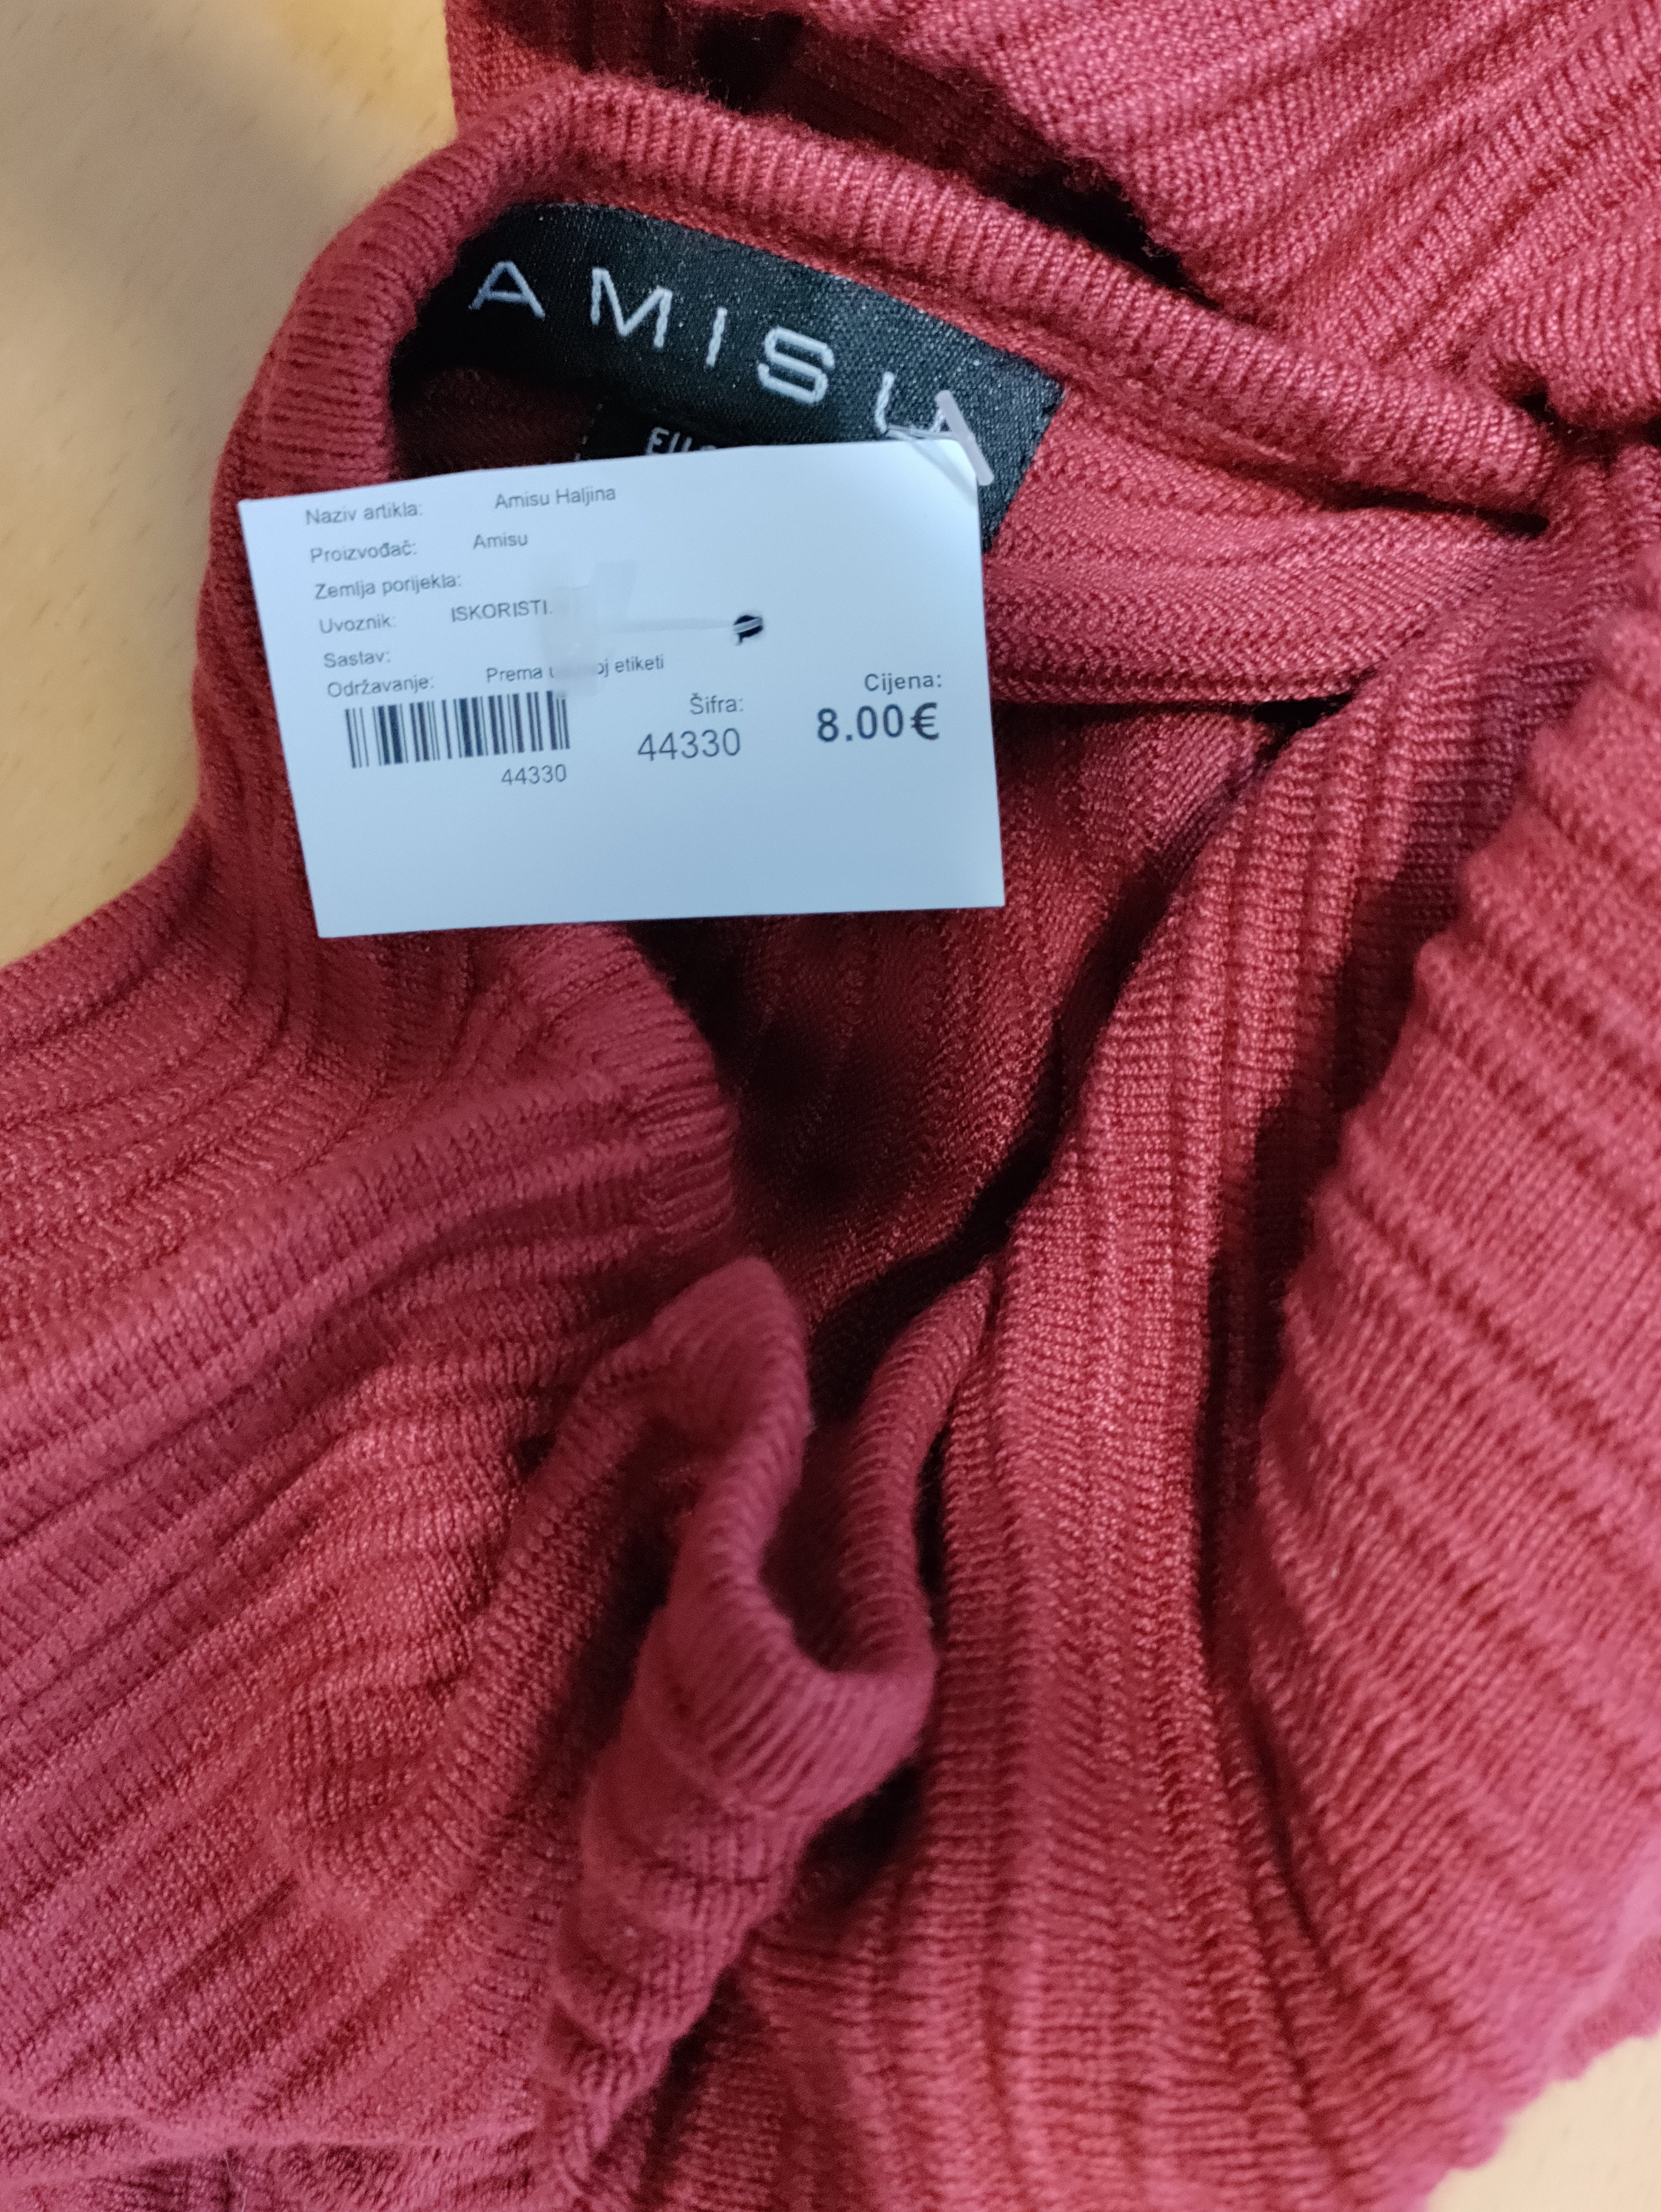 AMISU
Naziv artikla: Amisu Haljina
Proizvođač: Amisu
Zemlja porijekla:
Uvoznik: ISKORISTI.
Sastav:
Održavanje: Prema etiketi
Šifra: Cijena:
44330 8.00€
44330